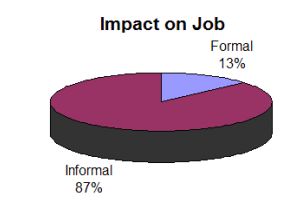 Impact on Job
Formal
13%
Informal
87%